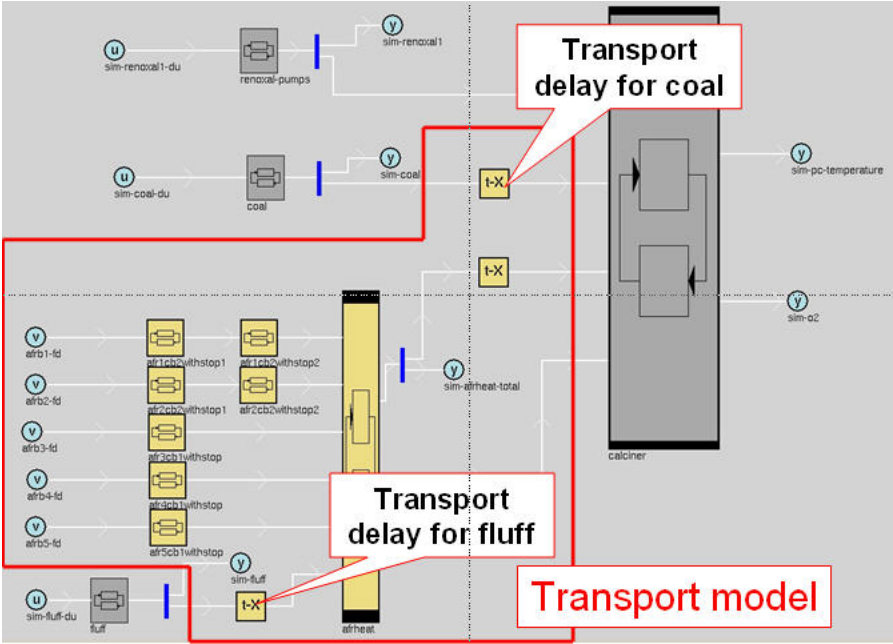 u
sim-renoxal1-du
renoxal-pumps
y
sim-renoxal1
Transport
delay for coal
u
sim-coal-du
coal
y
sim-coal
t-X
y
sim-pc-temperature
t-X
y
sim-o2
v
afrb1-fd
afr1cb2withstop1
afr1cb2withstop2
v
afrb2-fd
afr2cb2withstop1
afr2cb2withstop2
y
sim-afrheat-total
v
afrb3-fd
afr3cb1withstop
calciner
v
afrb4-fd
afr4cb1withstop
Transport
delay for fluff
v
afrb5-fd
afr5cb1withstop
y
sim-fluff
u
sim-fluff-du
fluff
t-X
afrheat
Transport model